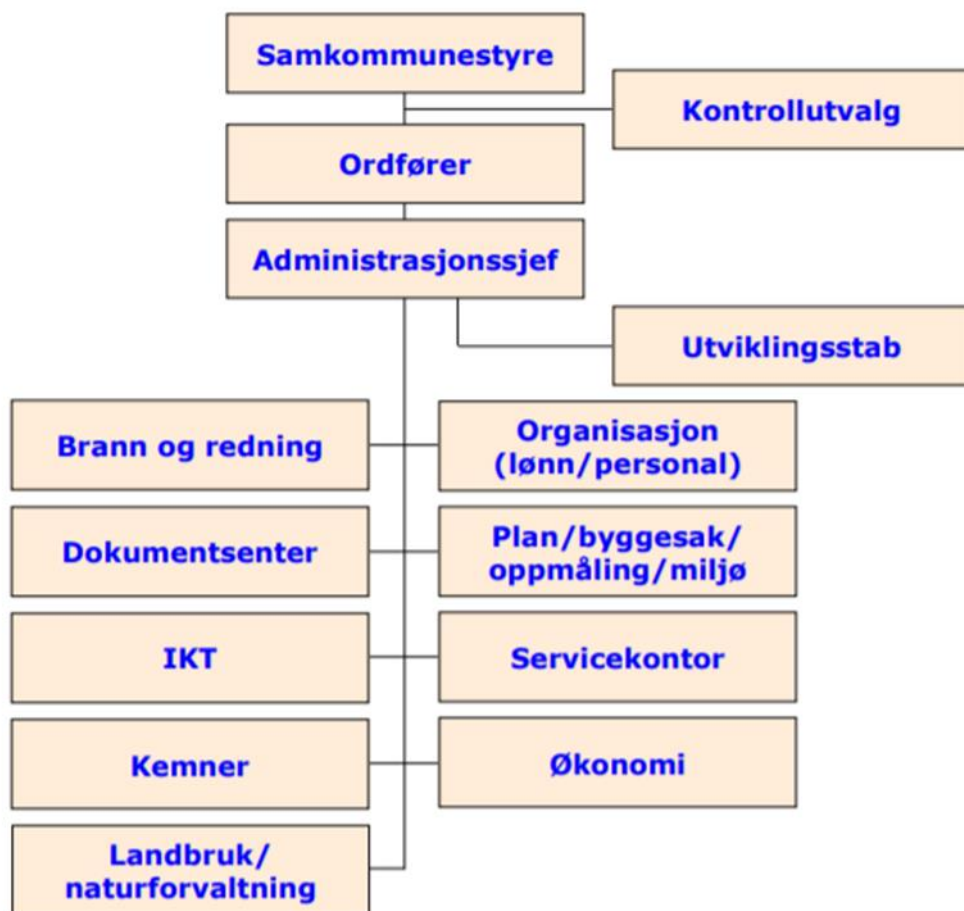 Samkommunestyre
Kontrollutvalg
Ordfører
Administrasjonssjef
Utviklingsstab
Brann og redning
Organisasjon
(lønn/personal)
Dokumentsenter
Plan/byggesak/
oppmåling/miljø
IKT
Servicekontor
Kemner
Økonomi
Landbruk/
naturforvaltning